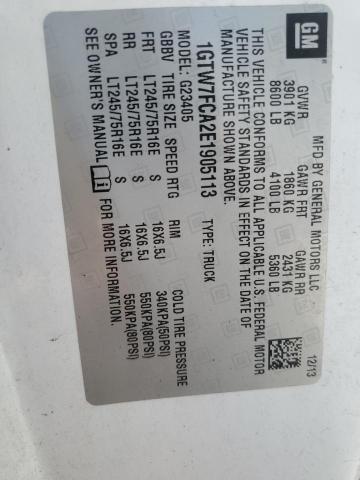 GM
MFD BY GENERAL MOTORS LLC 12/13
GVWR GAWR FRT GAWR RR
3901 KG 1860 KG 2431 KG
8600 LB 4100 LB 5360 LB
THIS VEHICLE CONFORMS TO ALL APPLICABLE U.S. FEDERAL MOTOR
VEHICLE SAFETY STANDARDS IN EFFECT ON THE DATE OF
MANUFACTURE SHOWN ABOVE.
1GTW7FCA2E1905113 TYPE: TRUCK
MODEL: G23405
GBBV TIRE SIZE SPEED RTG RIM COLD TIRE PRESSURE
FRT LT245/75R16E S 16X6.5J 340KPA(50PSI)
RR LT245/75R16E S 16X6.5J 550KPA(80PSI)
SPA LT245/75R16E S 16X6.5J 550KPA(80PSI)
SEE OWNER'S MANUAL FOR MORE INFORMATION.